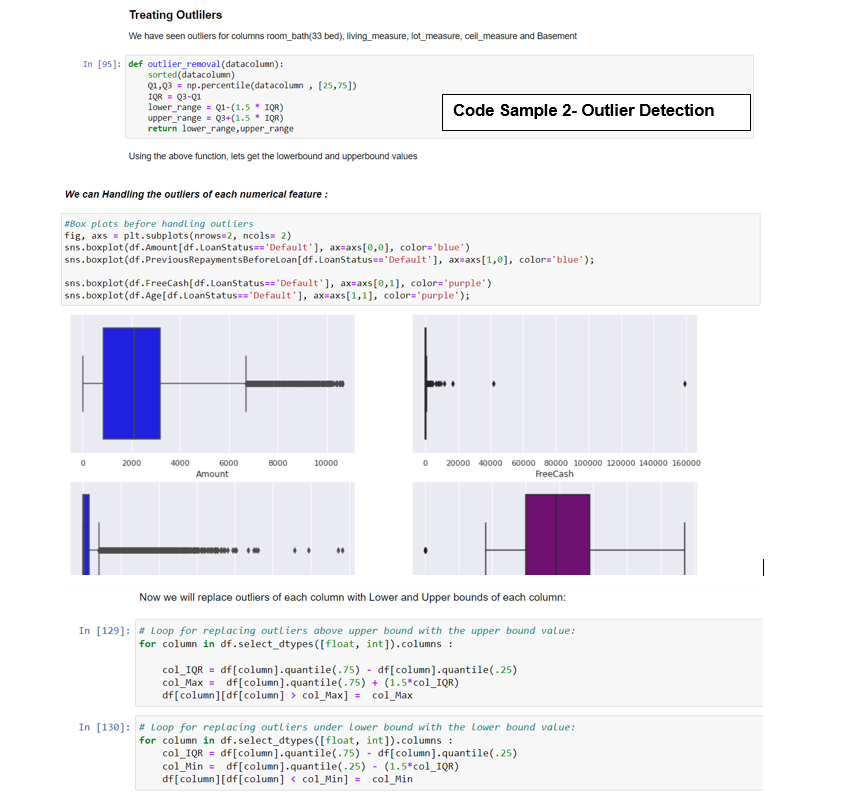 Treating Outlilers
We have seen outliers for columns room_bath(33 bed), living_measure, lot_measure, ceil_measure and Basement
In [95]: def outlier_removal(datacolumn):
sorted(datacolumn)
Q1,Q3 = np.percentile(datacolumn , [25,75])
IQR = Q3-Q1
lower_range = Q1-(1.5 * IQR)
upper_range = Q3+(1.5 * IQR)
return lower_range,upper_range
Code Sample 2- Outlier Detection
Using the above function, lets get the lowerbound and upperbound values
We can Handling the outliers of each numerical feature :
#Box plots before handling outliers
fig, axs = plt.subplots(nrows=2, ncols= 2)
sns.boxplot(df.Amount[df.LoanStatus=='Default'], ax=axs[0,0], color='blue')
sns.boxplot(df.PreviousRepaymentsBeforeLoan[df.LoanStatus=='Default'], ax=axs[1,0], color='blue');
sns.boxplot(df.FreeCash[df.LoanStatus=='Default'], ax=axs[0,1], color='purple')
sns.boxplot(df.Age[df.LoanStatus=='Default'], ax=axs[1,1], color='purple');
0 2000 4000 6000 8000 10000
Amount
0 20000 40000 60000 80000 100000 120000 140000 160000
FreeCash
Now we will replace outliers of each column with Lower and Upper bounds of each column:
In [129]: # Loop for replacing outliers above upper bound with the upper bound value:
for column in df.select_dtypes([float, int]).columns :
col_IQR = df[column].quantile(.75) - df[column].quantile(.25)
col_Max = df[column].quantile(.75) + (1.5*col_IQR)
df[column][df[column] > col_Max] = col_Max
In [130]: # Loop for replacing outliers under lower bound with the lower bound value:
for column in df.select_dtypes([float, int]).columns :
col_IQR = df[column].quantile(.75) - df[column].quantile(.25)
col_Min = df[column].quantile(.25) - (1.5*col_IQR)
df[column][df[column] < col_Min] = col_Min